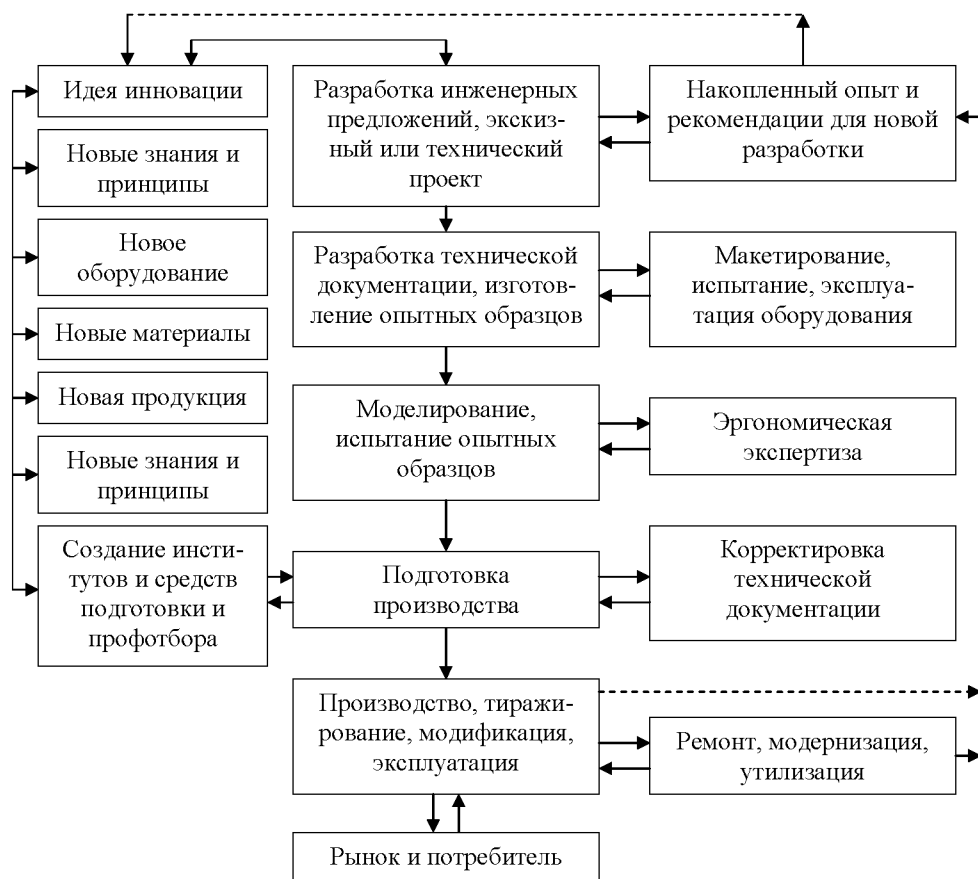 Идея инновации
Новые знания и
принципы
Новое
оборудование
Новые материалы
Новая продукция
Новые знания и
принципы
Создание инсти-
тутов и средств
подготовки и
профотбора
Разработка инженерных
предложений, экскиз-
ный или технический
проект
Разработка технической
документации, изготов-
ление опытных образцов
Моделирование,
испытание опытных
образцов
Подготовка
производства
Производство, тиражи-
рование, модификация,
эксплуатация
Рынок и потребитель
Накопленный опыт и
рекомендации для новой
разработки
Макетирование,
испытание, эксплуа-
тация оборудования
Эргономическая
экспертиза
Корректировка
технической
документации
Ремонт, модернизация,
утилизация